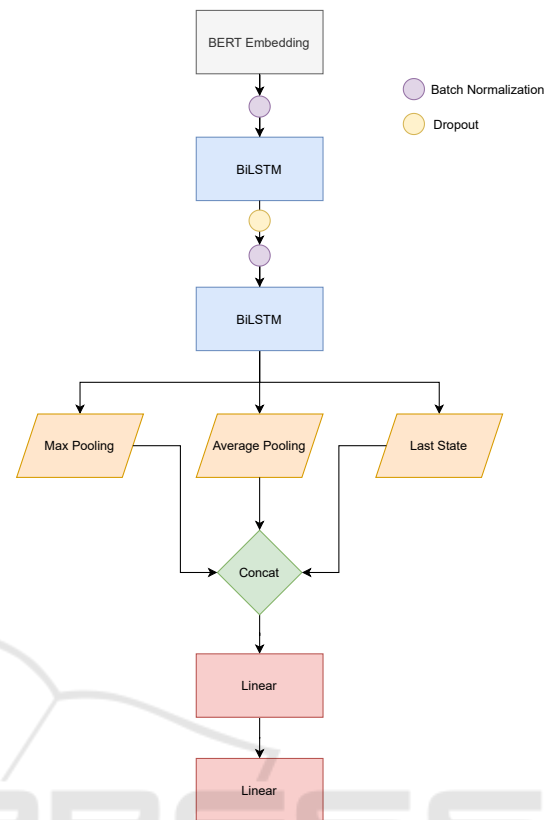 BERT Embedding
Batch Normalization
Dropout
BiLSTM
BiLSTM
Max Pooling
Average Pooling
Last State
Concat
Linear
Linear